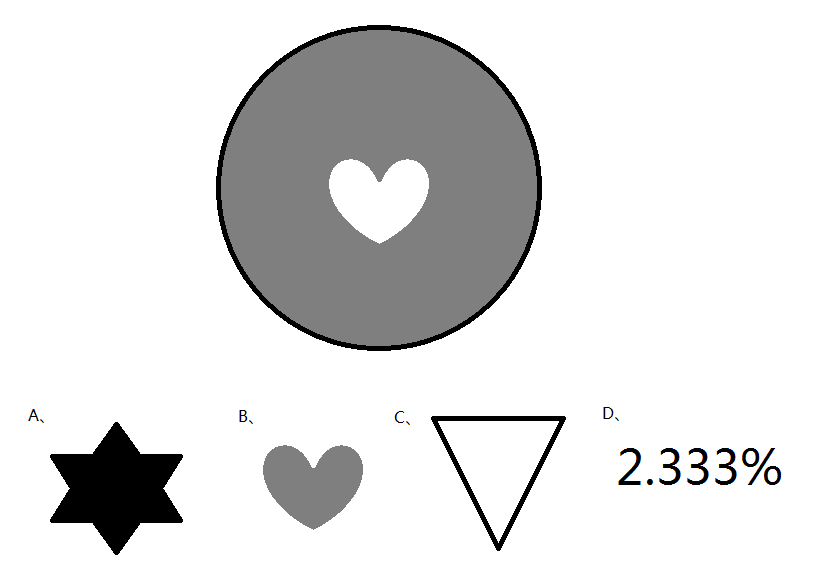 A、
B、
C、
D、
2.333%